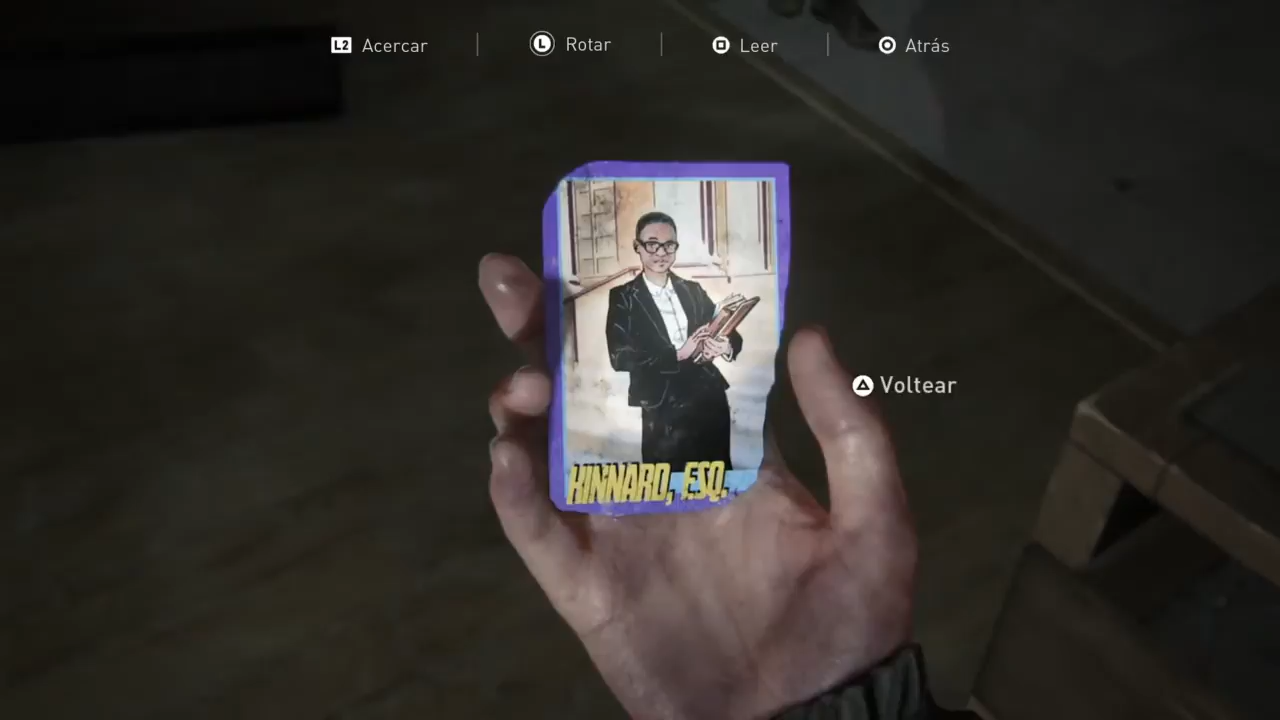 L2 Acercar
L Rotar
Leer
Atrás
Voltear
KINNARD, ESQ.